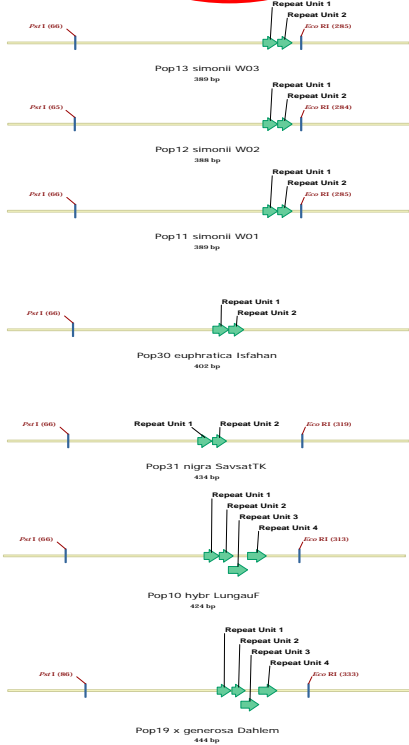 Repeat Unit 1
Repeat Unit 2
Pst I (66)
Eco RI (285)
Pop13 simonii W03
389 bp
Repeat Unit 1
Repeat Unit 2
Pst I (65)
Eco RI (284)
Pop12 simonii W02
388 bp
Repeat Unit 1
Repeat Unit 2
Pst I (66)
Eco RI (285)
Pop11 simonii W01
389 bp
Repeat Unit 1
Repeat Unit 2
Pst I (66)
Pop30 euphratica Isfahan
402 bp
Pst I (66)
Repeat Unit 1
Repeat Unit 2
Eco RI (319)
Pop31 nigra SavsatTK
434 bp
Repeat Unit 1
Repeat Unit 2
Repeat Unit 3
Repeat Unit 4
Pst I (66)
Eco RI (313)
Pop10 hybr LungauF
424 bp
Repeat Unit 1
Repeat Unit 2
Repeat Unit 3
Repeat Unit 4
Pst I (86)
Eco RI (333)
Pop19 x generosa Dahlem
444 bp